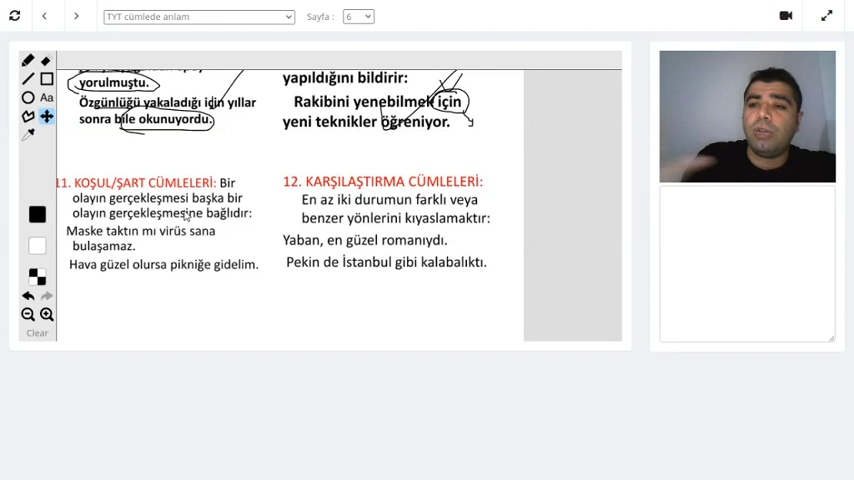 TYT cümlede anlam
Sayfa :
6
yorulmuştu.
Özgünlüğü yakaladığı için yıllar
sonra bile okunuyordu.
yapıldığını bildirir:
Rakibini yenebilmek için
yeni teknikler öğreniyor.
11. KOŞUL/ŞART CÜMLELERİ: Bir
olayın gerçekleşmesi başka bir
olayın gerçekleşmesine bağlıdır:
Maske taktın mı virüs sana
bulaşamaz.
Hava güzel olursa pikniğe gidelim.
12. KARŞILAŞTIRMA CÜMLELERİ:
En az iki durumun farklı veya
benzer yönlerini kıyaslamaktır:
Yaban, en güzel romanıydı.
Pekin de İstanbul gibi kalabalıktı.
Aa
Clear